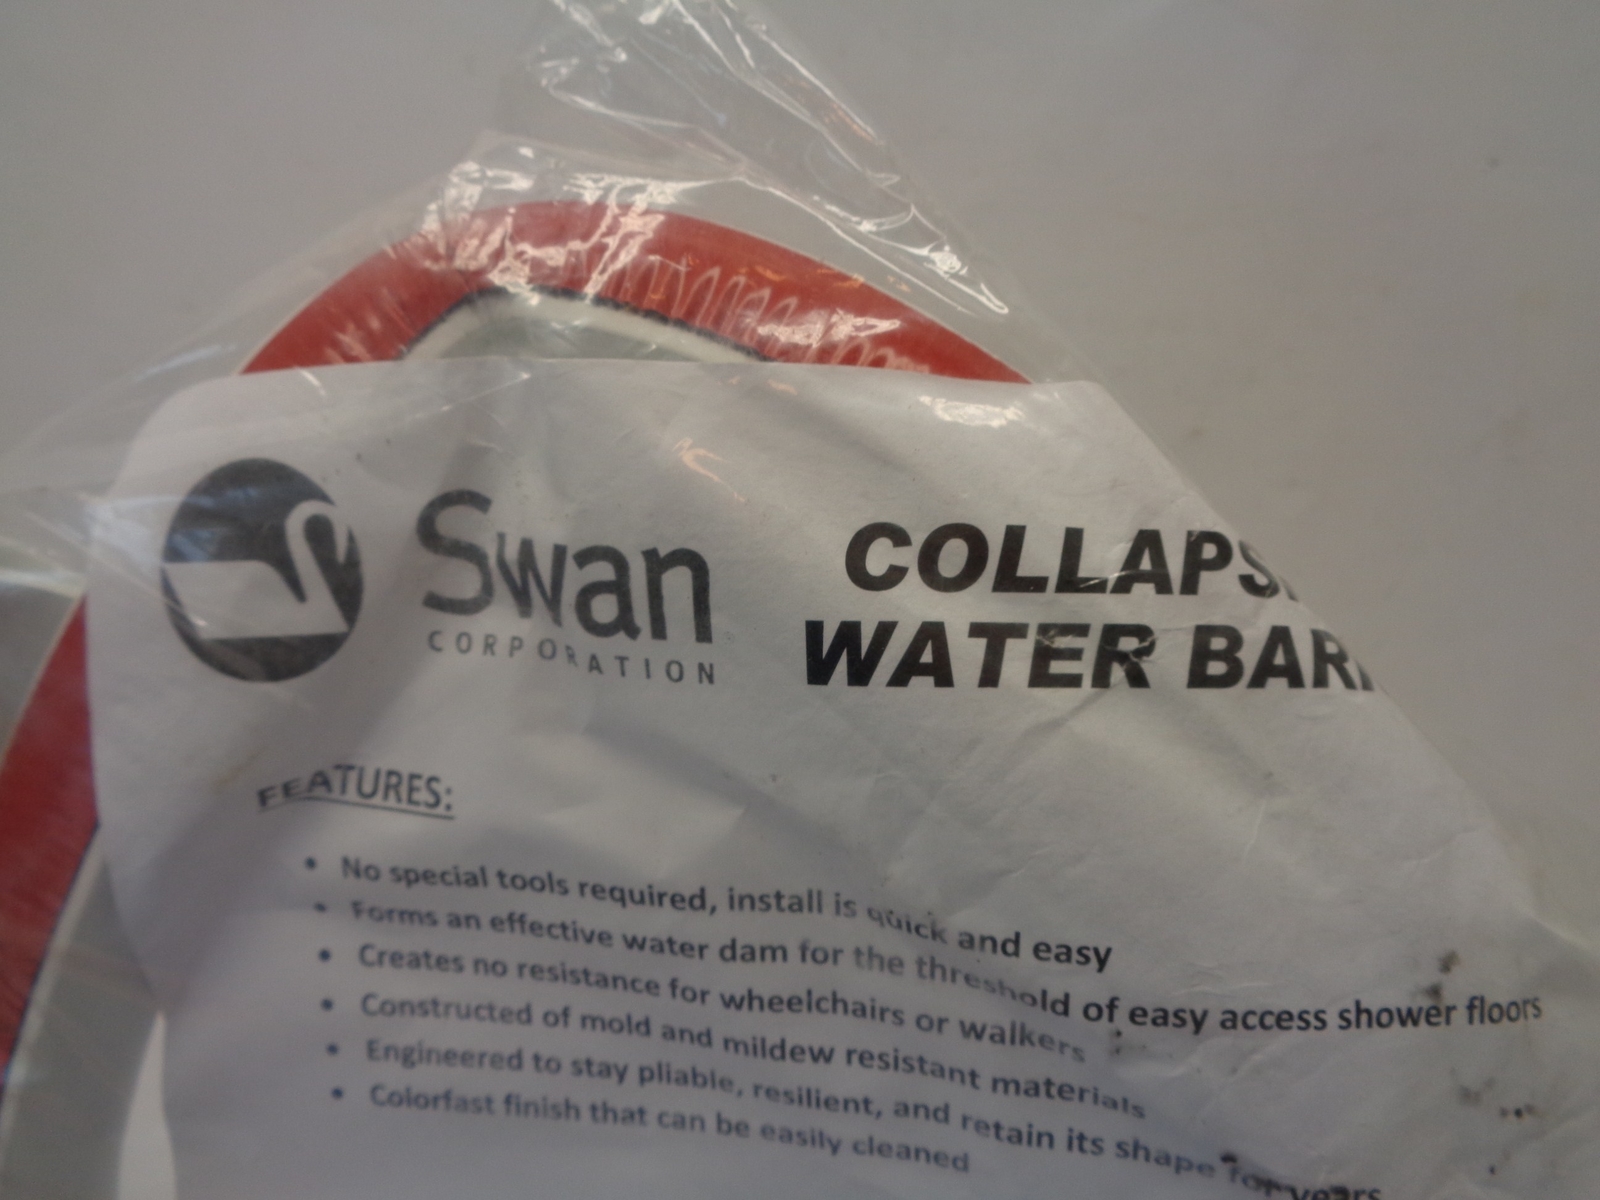 Swan
CORPORATION
COLLAPS
WATER BARR
FEATURES:
• No special tools required, install is quick and easy
• Forms an effective water dam for the threshold of easy access shower floors
• Creates no resistance for wheelchairs or walkers
• Constructed of mold and mildew resistant materials
• Engineered to stay pliable, resilient, and retain its shape for years
• Colorfast finish that can be easily cleaned